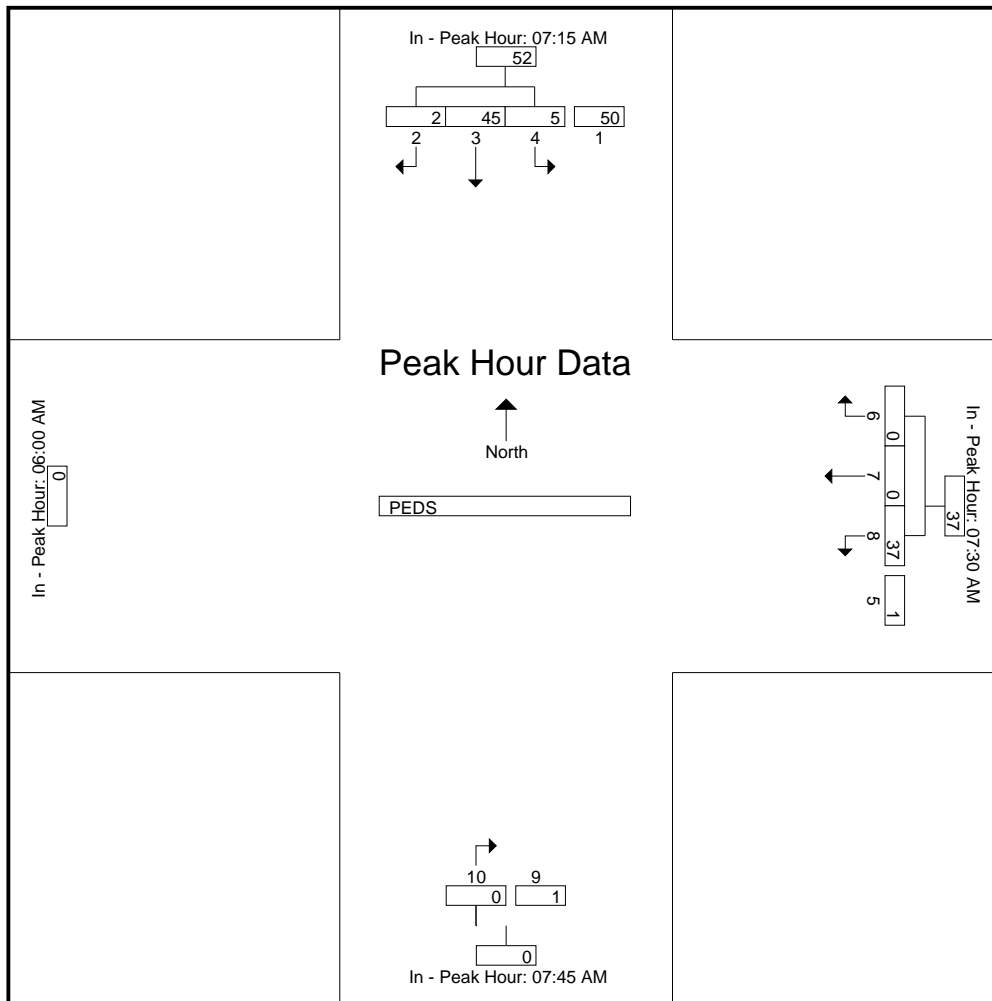 In - Peak Hour: 07:15 AM
52
2 45 5 50
2 3 4 1
Peak Hour Data
North
PEDS
In - Peak Hour: 06:00 AM
0
In - Peak Hour: 07:30 AM
37
0 0 37 1
6 7 8 5
10 9
0 1
0
In - Peak Hour: 07:45 AM